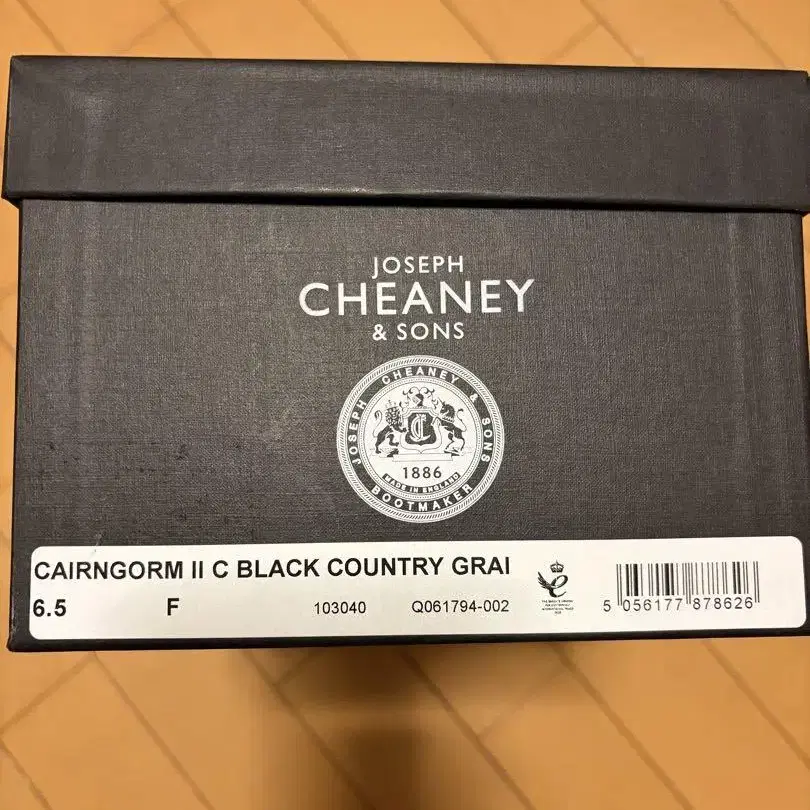 JOSEPH
CHEANEY
& SONS
JOSEPH CHEANEY & SONS
1886
MADE IN ENGLAND
BOOTMAKER
CAIRNGORM II C BLACK COUNTRY GRAI
6.5 F 103040 Q061794-002
5 056177 878626